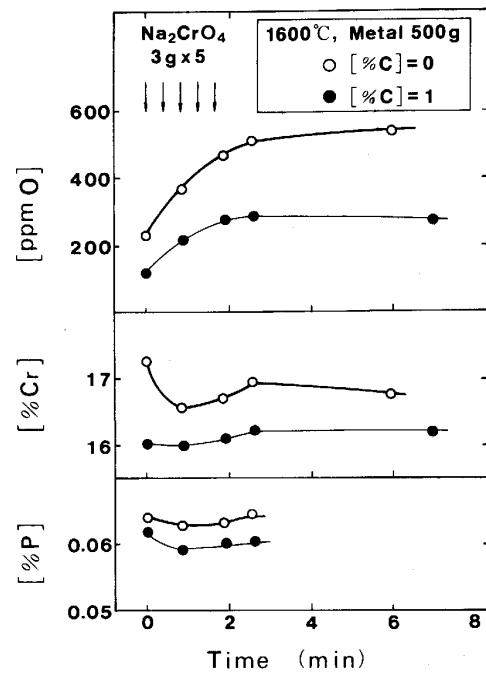 Na₂CrO₄
3g x 5
1600℃, Metal 500g
○ [%C]=0
● [%C]=1
[ppm O]
600
400
200
[%Cr]
17
16
[%P]
0.06
0.05
0 2 4 6 8
Time (min)